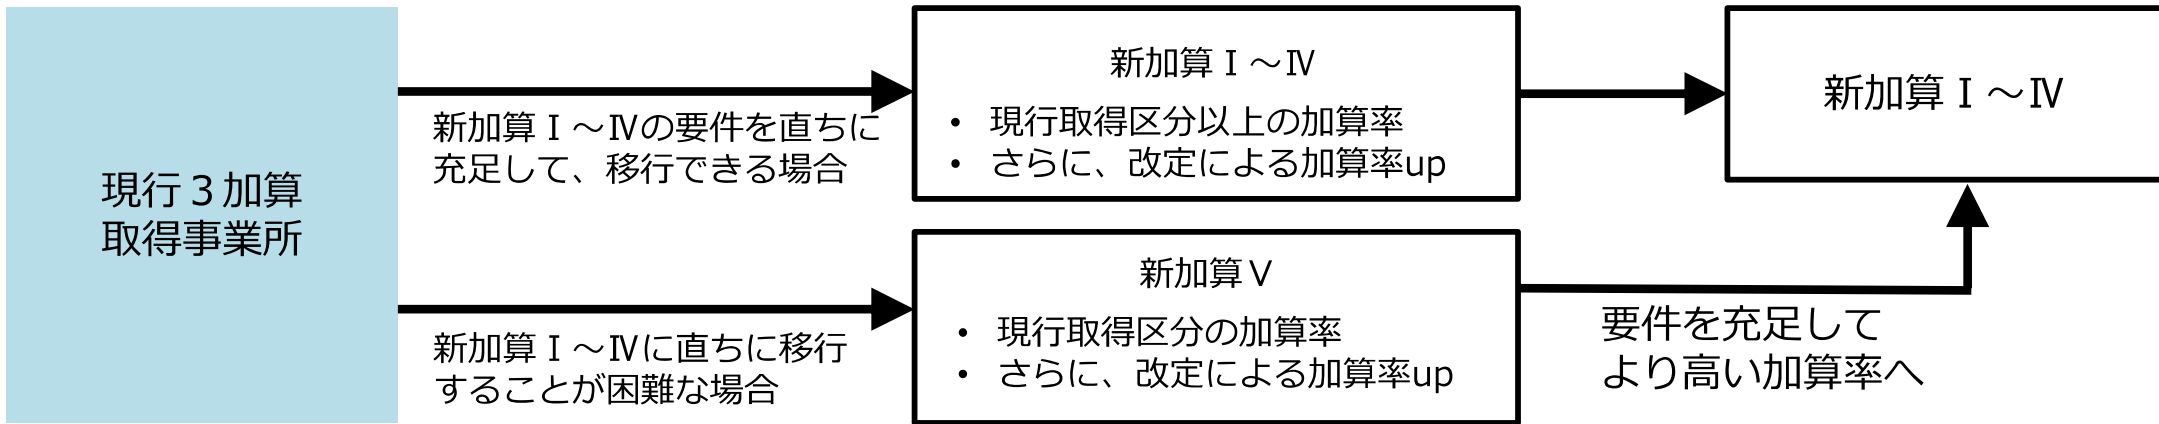 現行３加算
取得事業所
新加算Ⅰ～Ⅳの要件を直ちに
充足して、移行できる場合
新加算Ⅰ～Ⅳに直ちに移行
することが困難な場合
新加算Ⅰ～Ⅳ
• 現行取得区分以上の加算率
• さらに、改定による加算率up
新加算Ⅴ
• 現行取得区分の加算率
• さらに、改定による加算率up
新加算Ⅰ～Ⅳ
要件を充足して
より高い加算率へ